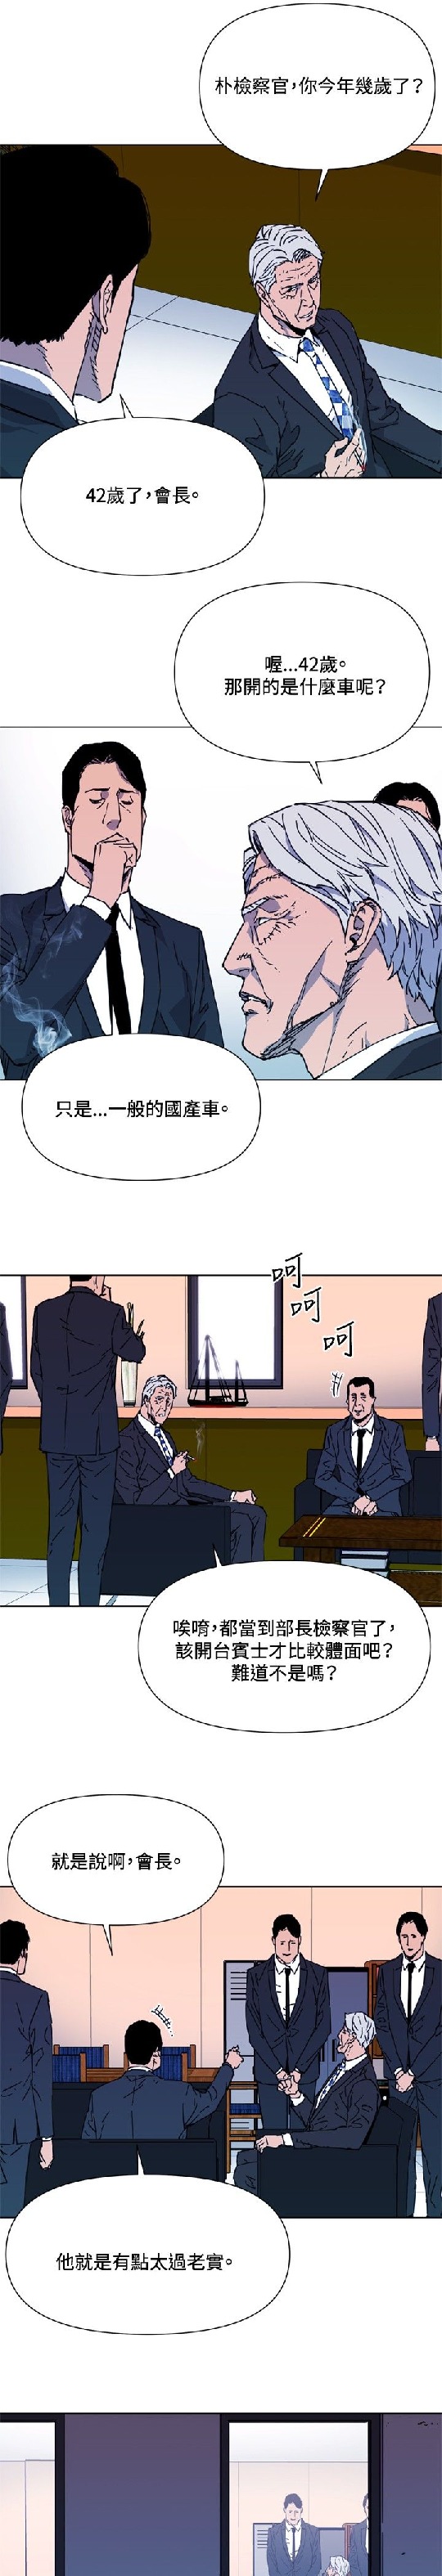 朴檢察官，你今年幾歲了？
42歲了，會長。
喔...42歲。
那開的是什麼車呢？
只是...一般的國產車。
呵
呵
呵
唉唷，都當到部長檢察官了，
該開台賓士才比較體面吧？
難道不是嗎？
就是說啊，會長。
他就是有點太過老實。